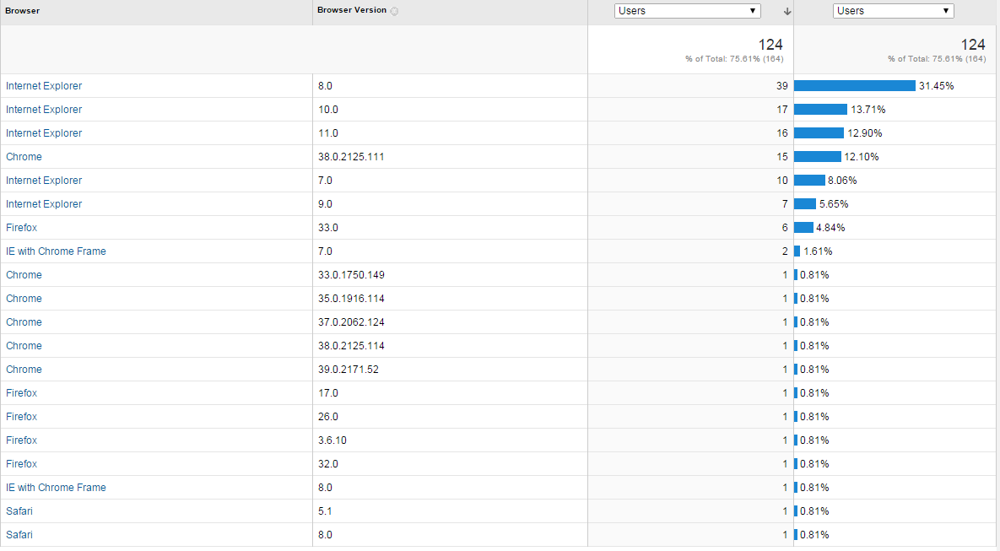 Browser Browser Version Users Users
124 124
% of Total: 75.61% (164) % of Total: 75.61% (164)
Internet Explorer 8.0 39 31.45%
Internet Explorer 10.0 17 13.71%
Internet Explorer 11.0 16 12.90%
Chrome 38.0.2125.111 15 12.10%
Internet Explorer 7.0 10 8.06%
Internet Explorer 9.0 7 5.65%
Firefox 33.0 6 4.84%
IE with Chrome Frame 7.0 2 1.61%
Chrome 33.0.1750.149 1 0.81%
Chrome 35.0.1916.114 1 0.81%
Chrome 37.0.2062.124 1 0.81%
Chrome 38.0.2125.114 1 0.81%
Chrome 39.0.2171.52 1 0.81%
Firefox 17.0 1 0.81%
Firefox 26.0 1 0.81%
Firefox 3.6.10 1 0.81%
Firefox 32.0 1 0.81%
IE with Chrome Frame 8.0 1 0.81%
Safari 5.1 1 0.81%
Safari 8.0 1 0.81%